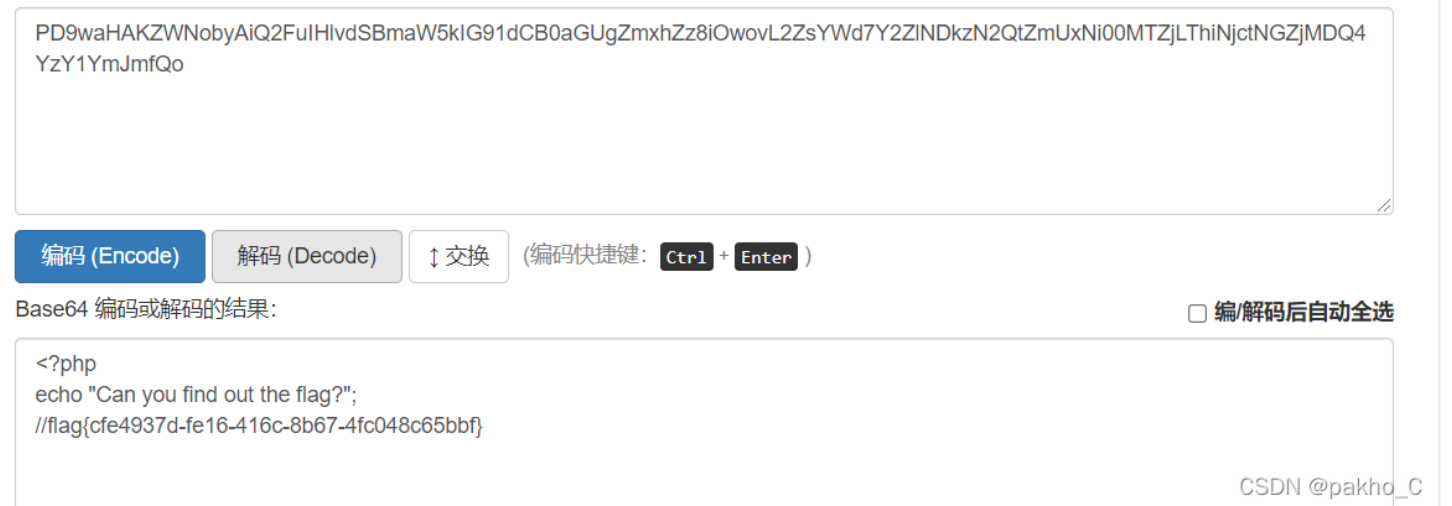 PD9waHAKZWNobyAiQ2FuIHlvdSBmaW5kIG91dCB0aGUgZmxhZz8iOwovL2ZsYWd7Y2ZlNDkzN2QtZmUxNi00MTZjLThiNjctNGZjMDQ4
YzY1YmJmfQo
编码 (Encode) 解码 (Decode) ↕ 交换 (编码快捷键: Ctrl + Enter )
Base64 编码或解码的结果: 编/解码后自动全选
<?php
echo "Can you find out the flag?";
//flag{cfe4937d-fe16-416c-8b67-4fc048c65bbf}
CSDN @pakho_C